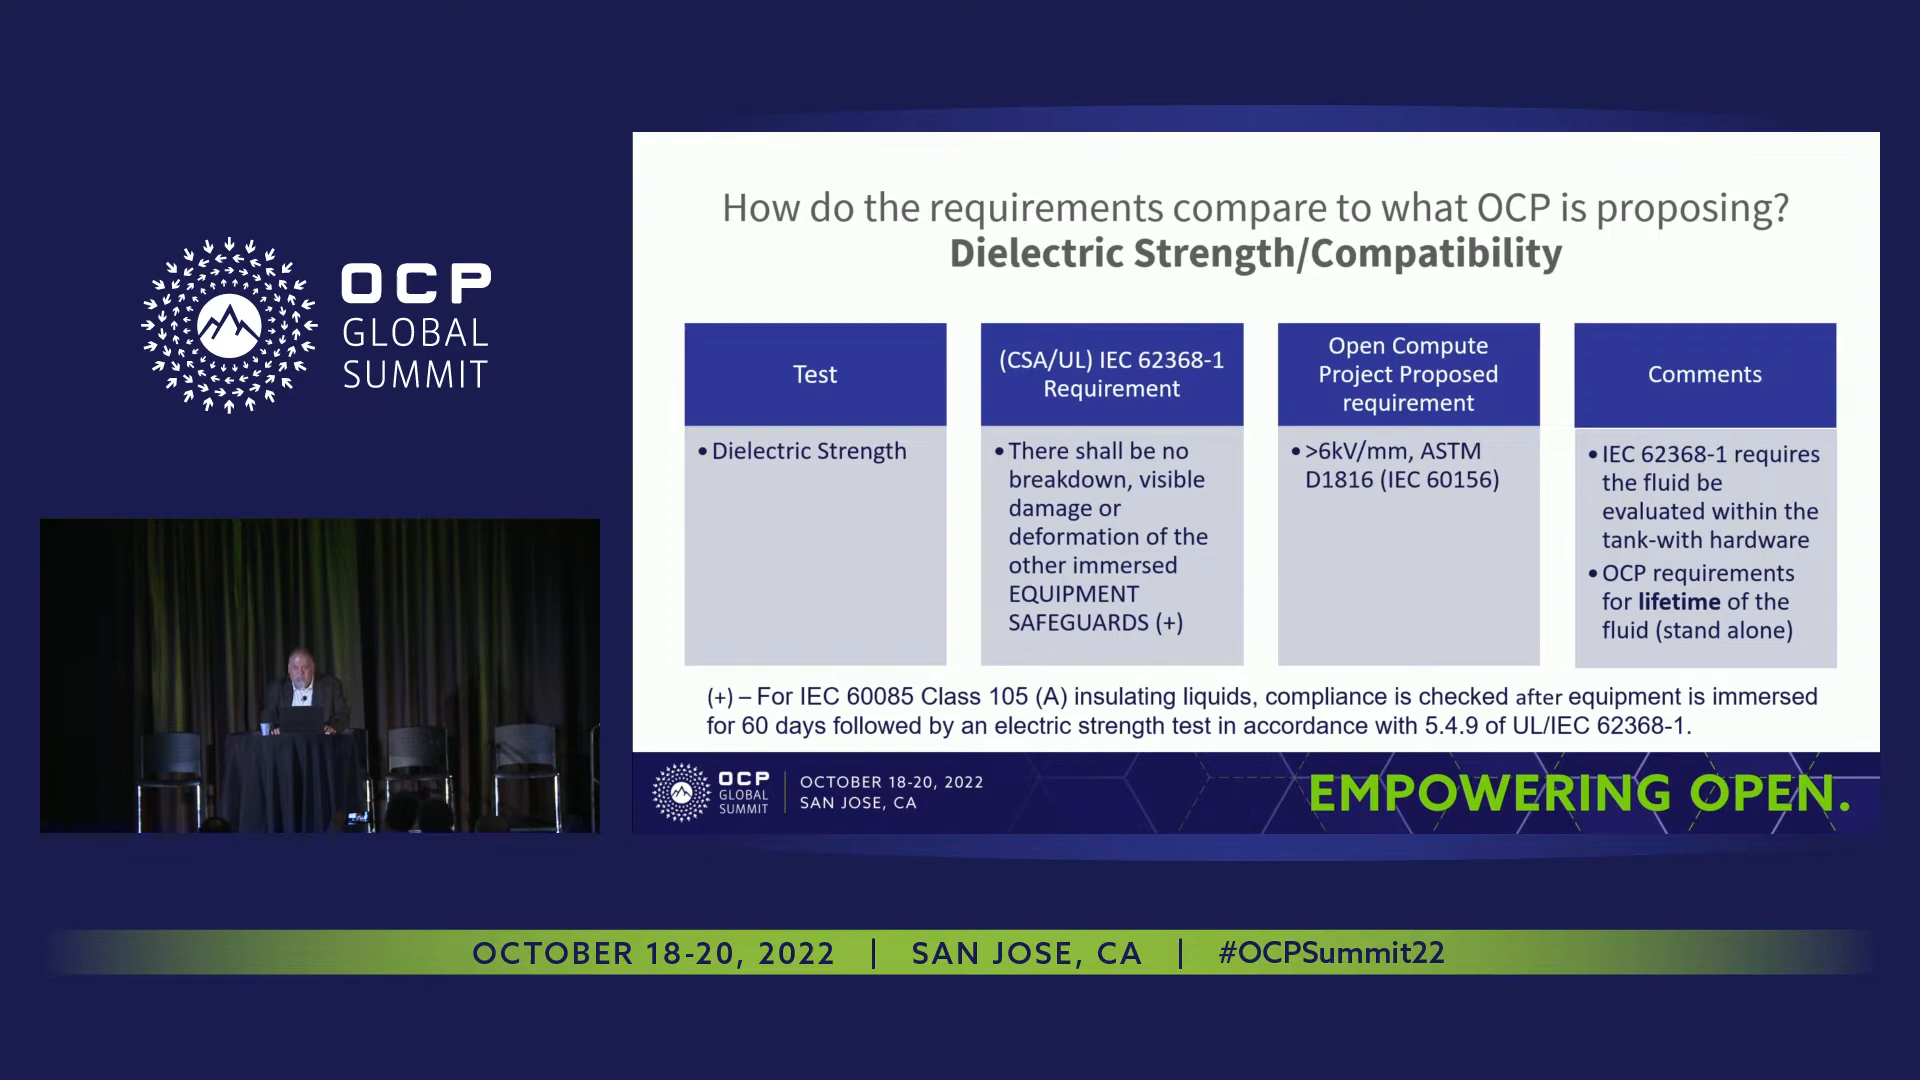 OCP
GLOBAL
SUMMIT
How do the requirements compare to what OCP is proposing?
Dielectric Strength/Compatibility
Test
• Dielectric Strength
(CSA/UL) IEC 62368-1
Requirement
• There shall be no
breakdown, visible
damage or
deformation of the
other immersed
EQUIPMENT
SAFEGUARDS (+)
Open Compute
Project Proposed
requirement
• >6kV/mm, ASTM
D1816 (IEC 60156)
Comments
• IEC 62368-1 requires
the fluid be
evaluated within the
tank-with hardware
• OCP requirements
for lifetime of the
fluid (stand alone)
(+) – For IEC 60085 Class 105 (A) insulating liquids, compliance is checked after equipment is immersed
for 60 days followed by an electric strength test in accordance with 5.4.9 of UL/IEC 62368-1.
OCP
GLOBAL
SUMMIT
OCTOBER 18-20, 2022
SAN JOSE, CA
EMPOWERING OPEN.
OCTOBER 18-20, 2022 | SAN JOSE, CA | #OCPSummit22